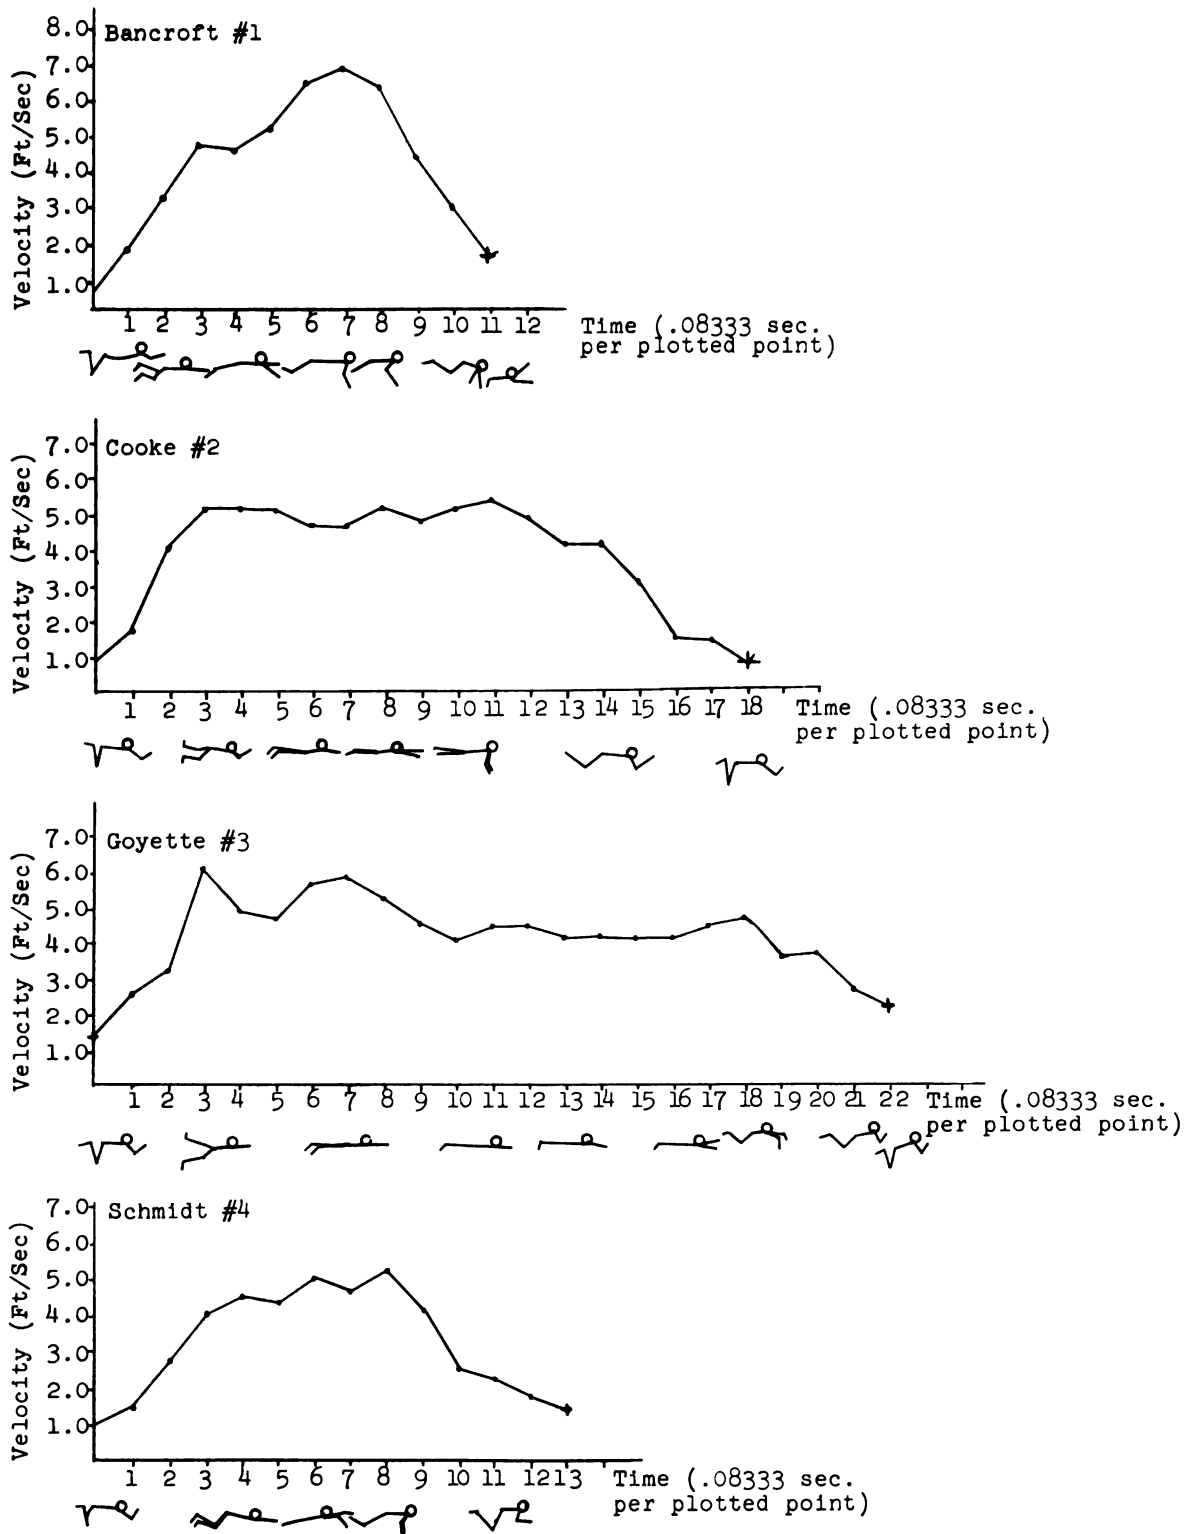 Bancroft #1
Velocity (Ft/Sec)
8.0
7.0
6.0
5.0
4.0
3.0
2.0
1.0
1 2 3 4 5 6 7 8 9 10 11 12
Time (.08333 sec.
per plotted point)
Cooke #2
Velocity (Ft/Sec)
7.0
6.0
5.0
4.0
3.0
2.0
1.0
1 2 3 4 5 6 7 8 9 10 11 12 13 14 15 16 17 18
Time (.08333 sec.
per plotted point)
Goyette #3
Velocity (Ft/Sec)
7.0
6.0
5.0
4.0
3.0
2.0
1.0
1 2 3 4 5 6 7 8 9 10 11 12 13 14 15 16 17 18 19 20 21 22
Time (.08333 sec.
per plotted point)
Schmidt #4
Velocity (Ft/Sec)
7.0
6.0
5.0
4.0
3.0
2.0
1.0
1 2 3 4 5 6 7 8 9 10 11 12 13
Time (.08333 sec.
per plotted point)